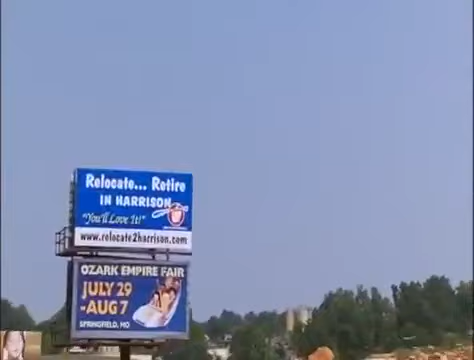 Relocate... Retire
IN HARRISON
"You'll Love It!"
www.relocate2harrison.com
OZARK EMPIRE FAIR
JULY 29
-AUG 7
SPRINGFIELD, MO